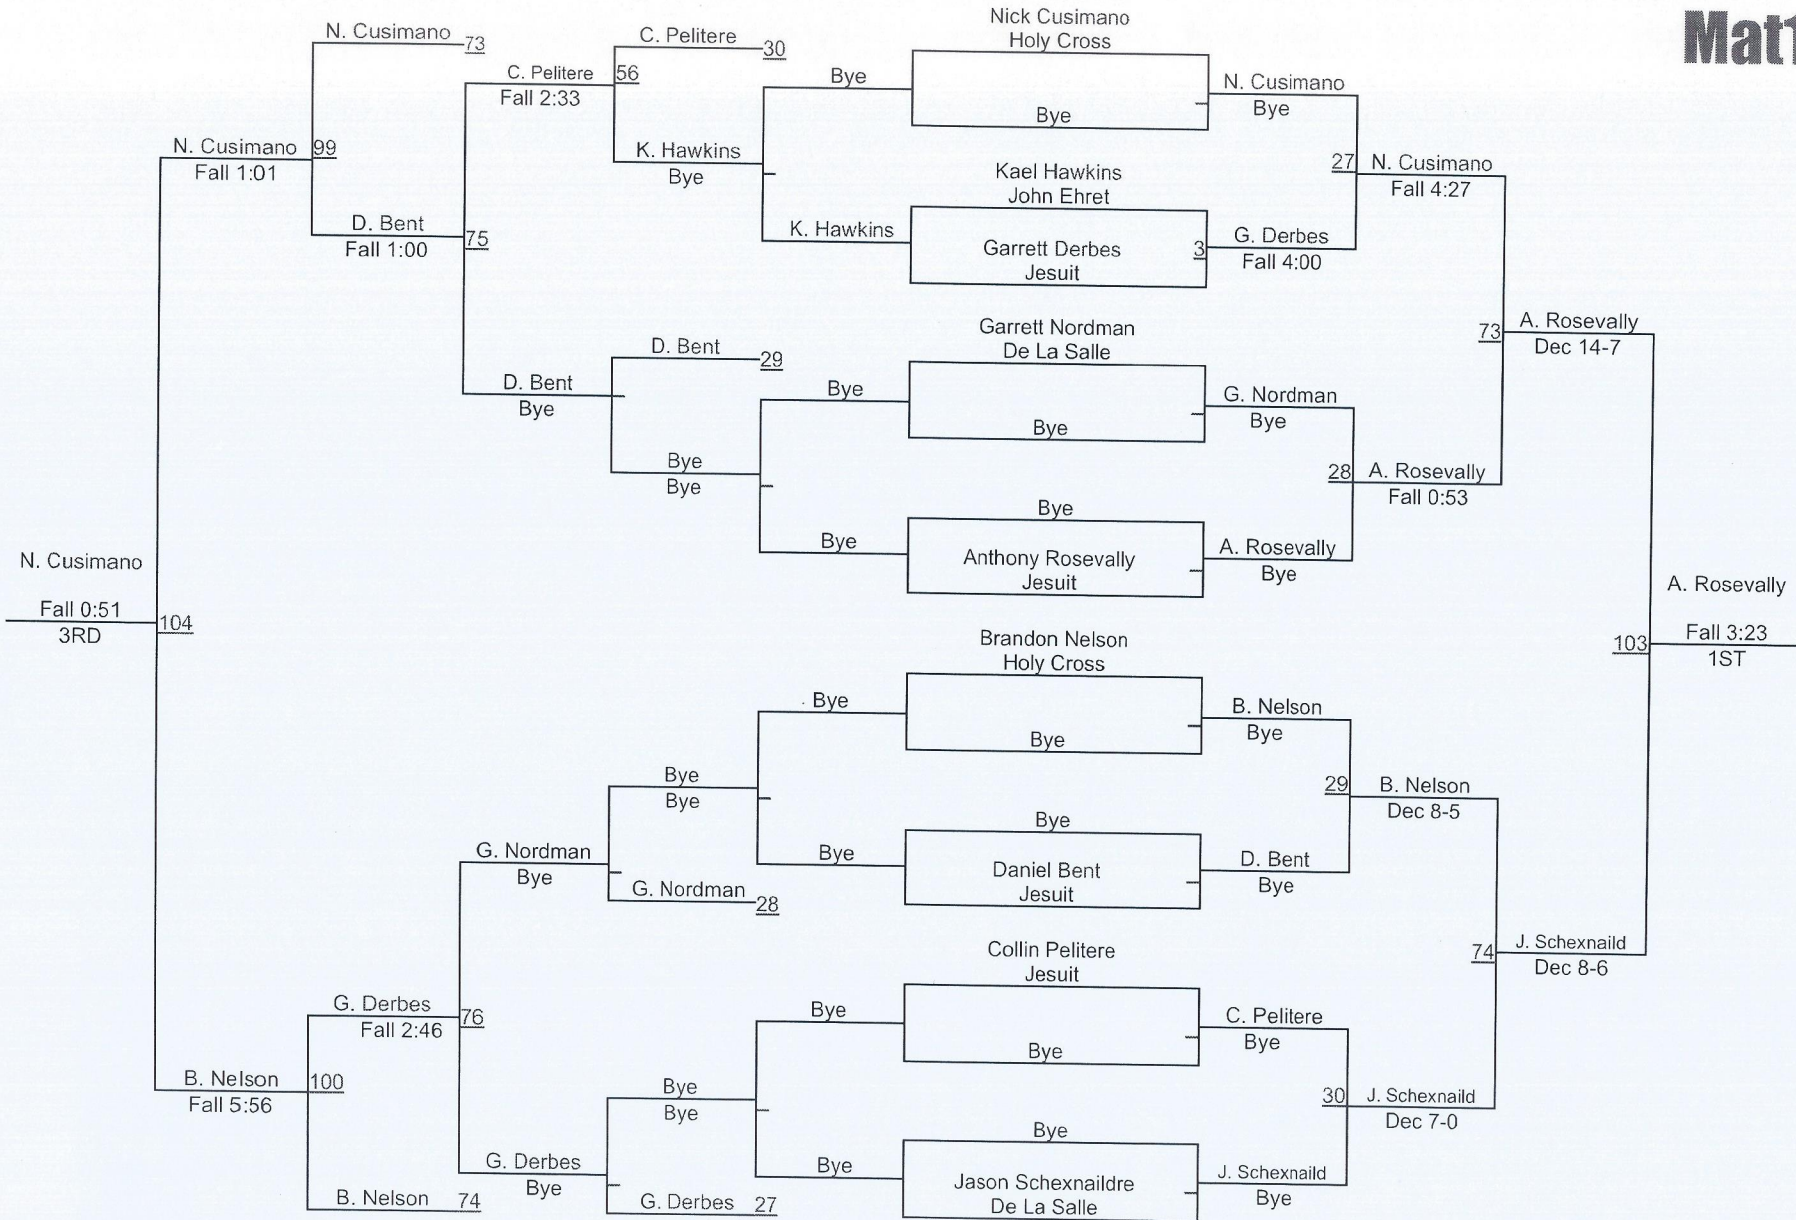 Mat1
Nick Cusimano
Holy Cross
N. Cusimano 73
C. Pelitere 30
C. Pelitere 56
Fall 2:33
Bye
N. Cusimano
Bye
Bye
N. Cusimano 99
Fall 1:01
K. Hawkins
Bye
Kael Hawkins
John Ehret
27 N. Cusimano
Fall 4:27
D. Bent 75
Fall 1:00
K. Hawkins
Garrett Derbes 3
Jesuit
G. Derbes
Fall 4:00
Garrett Nordman
De La Salle
73 A. Rosevally
Dec 14-7
D. Bent 29
D. Bent
Bye
Bye
Bye
G. Nordman
Bye
Bye
Bye
28 A. Rosevally
Fall 0:53
Bye
Bye
Anthony Rosevally
Jesuit
A. Rosevally
Bye
N. Cusimano
Fall 0:51
3RD
104
A. Rosevally
103 Fall 3:23
1ST
Brandon Nelson
Holy Cross
Bye
Bye
B. Nelson
Bye
Bye
Bye
29 B. Nelson
Dec 8-5
Bye
G. Nordman
Bye
Bye
Daniel Bent
Jesuit
D. Bent
Bye
G. Nordman 28
Collin Pelitere
Jesuit
74 J. Schexnaild
Dec 8-6
G. Derbes 76
Fall 2:46
Bye
Bye
C. Pelitere
Bye
B. Nelson 100
Fall 5:56
Bye
Bye
30 J. Schexnaild
Dec 7-0
Bye
G. Derbes
Bye
Bye
Jason Schexnaildre
De La Salle
J. Schexnaild
Bye
B. Nelson 74
G. Derbes 27